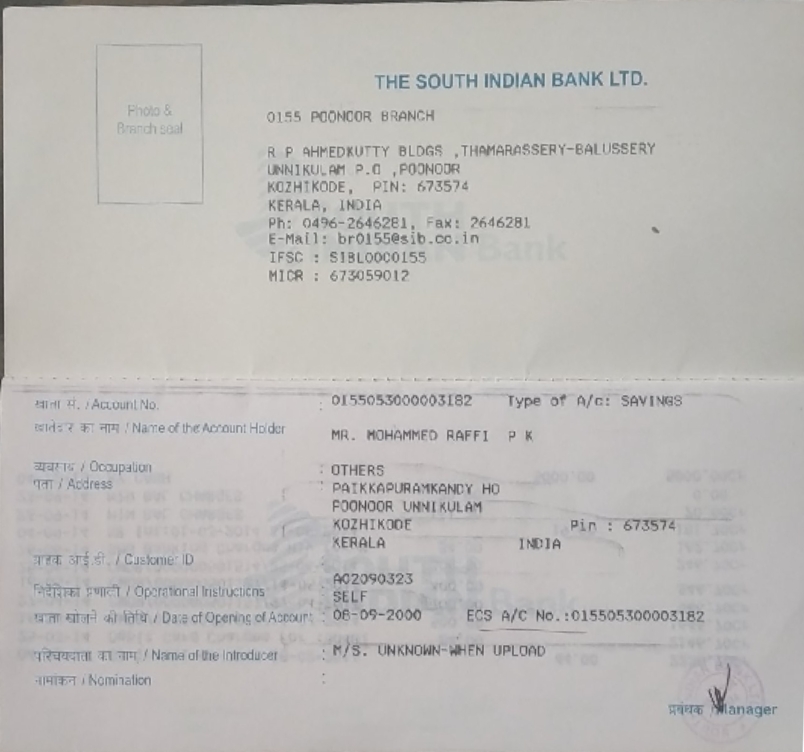 Photo &
Branch seal
THE SOUTH INDIAN BANK LTD.
0155 POONOOR BRANCH
R P AHMEDKUTTY BLDGS ,THAMARASSERY-BALUSSERY
UNNIKULAM P.O ,POONOOR
KOZHIKODE, PIN: 673574
KERALA, INDIA
Ph: 0496-2646281, Fax: 2646281
E-Mail: br0155@sib.co.in
IFSC : SIBL0000155
MICR : 673059012
खाता सं. / Account No. : 0155053000003182 Type of A/c: SAVINGS
खातेदार का नाम / Name of the Account Holder MR. MOHAMMED RAFFI P K
व्यवसाय / Occupation : OTHERS
पता / Address : PAIKKAPURAMKANDY HO
POONOOR UNNIKULAM
KOZHIKODE Pin : 673574
KERALA INDIA
ग्राहक आई.डी. / Customer ID : A02090323
निर्देशिका प्रणाली / Operational Instructions : SELF
खाता खोलने की तिथि / Date of Opening of Account : 08-09-2000 ECS A/C No.:015505300003182
परिचयदाता का नाम / Name of the Introducer : M/S. UNKNOWN-WHEN UPLOAD
नामांकन / Nomination :
प्रबंधक / Manager